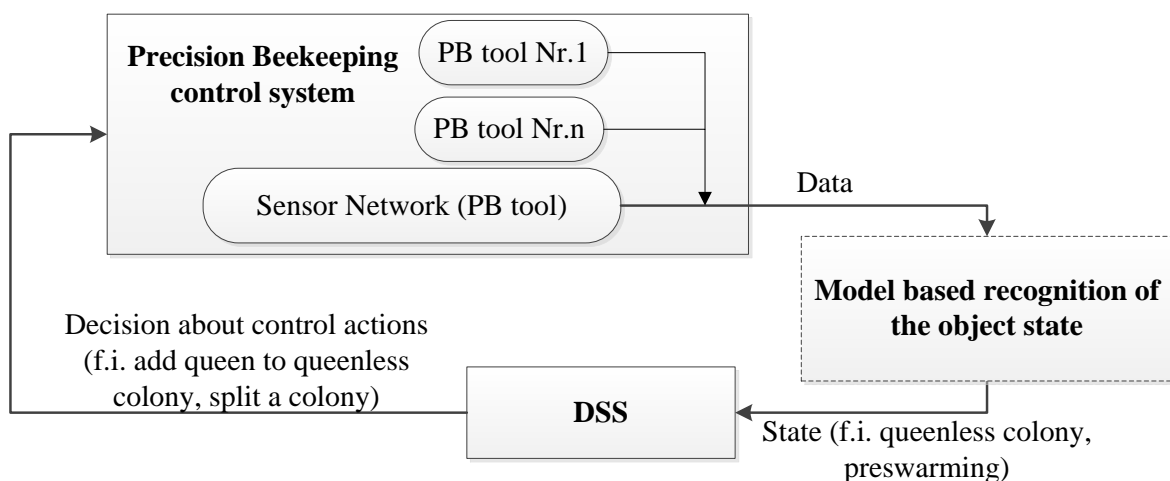 Precision Beekeeping
control system
PB tool Nr.1
PB tool Nr.n
Sensor Network (PB tool)
Data
Model based recognition of
the object state
Decision about control actions
(f.i. add queen to queenless
colony, split a colony)
DSS
State (f.i. queenless colony,
preswarming)